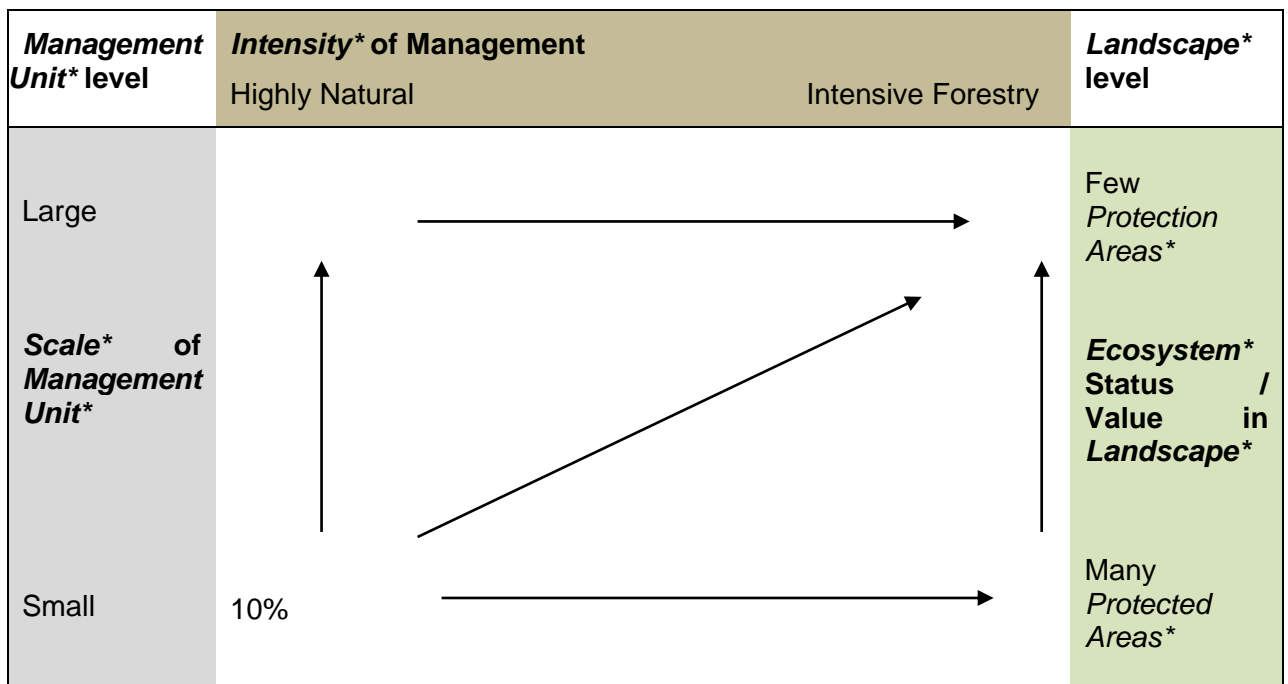 Management
Unit* level
Intensity* of Management
Highly Natural
Intensive Forestry
Landscape*
level
Large
Few
Protection
Areas*
Scale* of
Management
Unit*
Ecosystem*
Status /
Value in
Landscape*
Small
10%
Many
Protected
Areas*